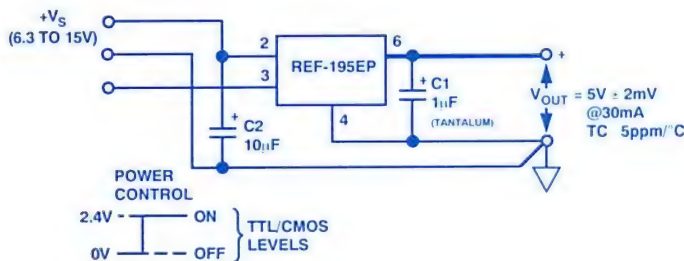 +VS
(6.3 TO 15V)
2
3
REF-195EP
6
4
+
C1
1µF
(TANTALUM)
+
C2
10µF
+
VOUT = 5V ± 2mV
@30mA
TC 5ppm/°C
POWER
CONTROL
2.4V
ON
0V
OFF
TTL/CMOS
LEVELS